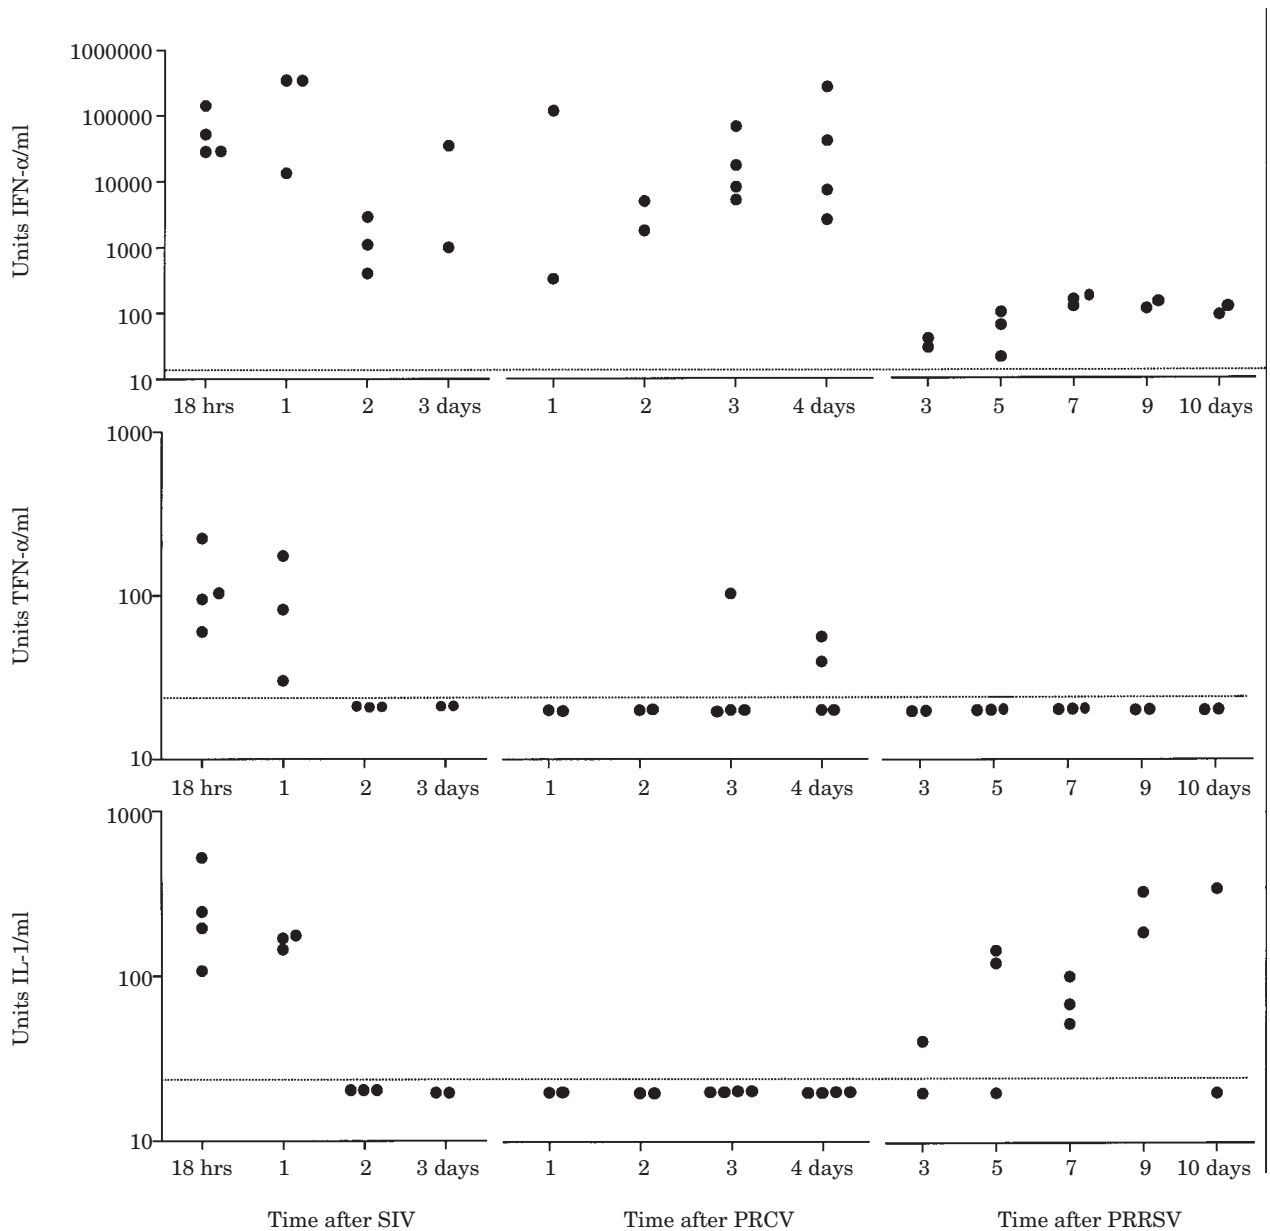 Units IFN-α/ml
1000000
100000
10000
1000
100
10
18 hrs 1 2 3 days 1 2 3 4 days 3 5 7 9 10 days
Units TFN-α/ml
1000
100
10
18 hrs 1 2 3 days 1 2 3 4 days 3 5 7 9 10 days
Units IL-1/ml
1000
100
10
18 hrs 1 2 3 days 1 2 3 4 days 3 5 7 9 10 days
Time after SIV Time after PRCV Time after PRRSV